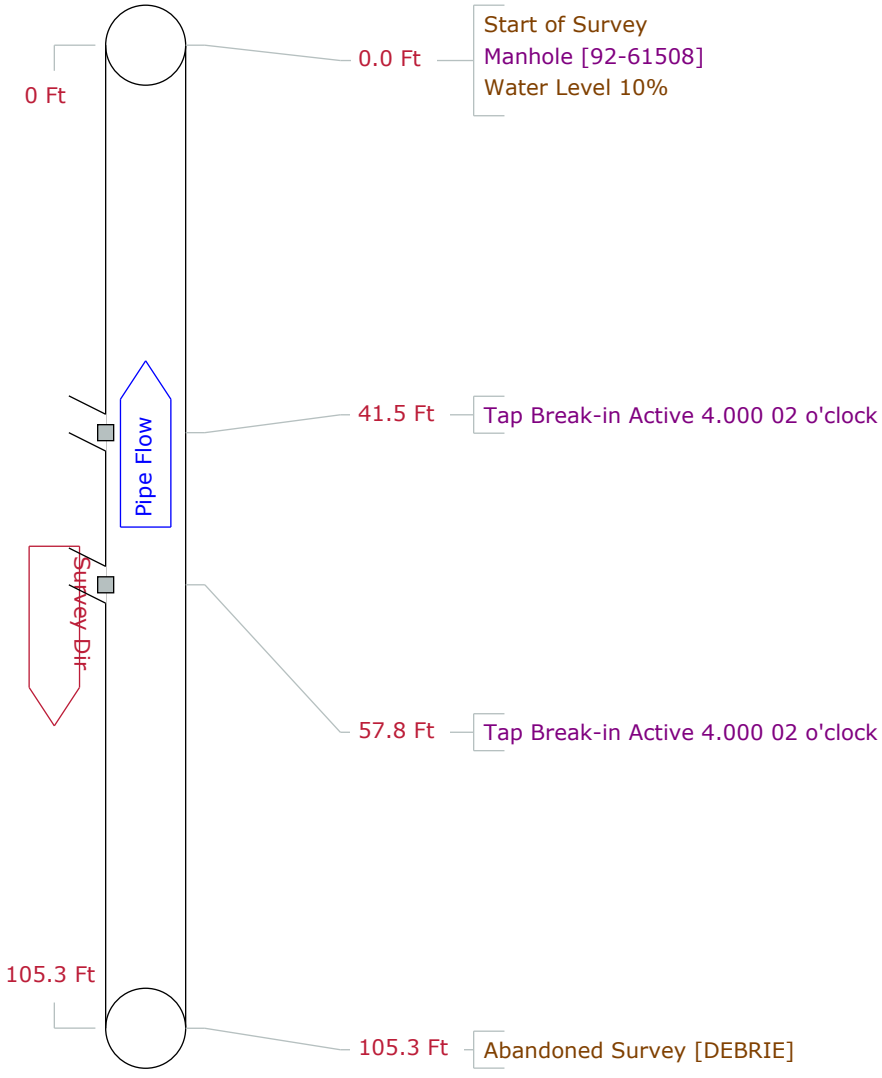 Start of Survey
0.0 Ft
Manhole [92-61508]
Water Level 10%
0 Ft
41.5 Ft
Tap Break-in Active 4.000 02 o'clock
Pipe Flow
Survey Dir
57.8 Ft
Tap Break-in Active 4.000 02 o'clock
105.3 Ft
105.3 Ft
Abandoned Survey [DEBRIE]